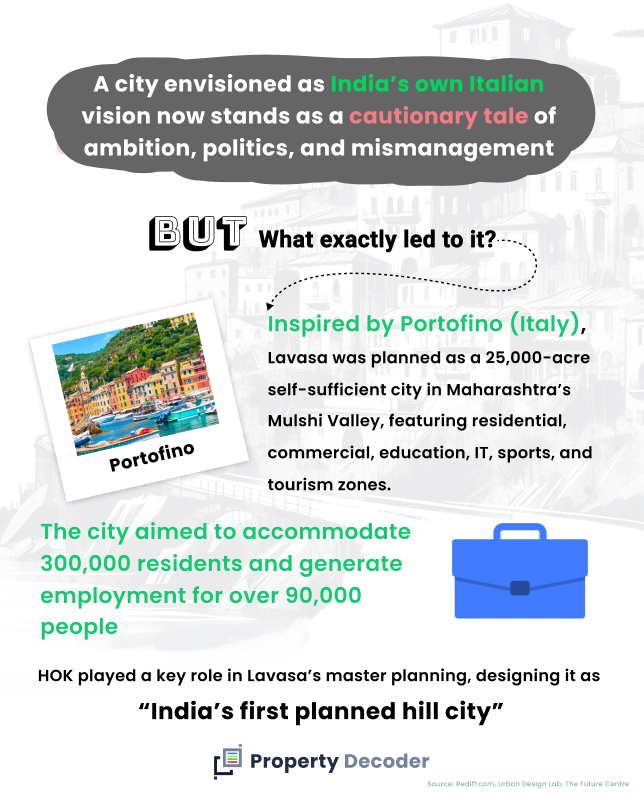 A city envisioned as India's own Italian
vision now stands as a cautionary tale of
ambition, politics, and mismanagement
BUT What exactly led to it?
Inspired by Portofino (Italy),
Lavasa was planned as a 25,000-acre
self-sufficient city in Maharashtra's
Mulshi Valley, featuring residential,
commercial, education, IT, sports, and
tourism zones.
Portofino
The city aimed to accommodate
300,000 residents and generate
employment for over 90,000
people
HOK played a key role in Lavasa's master planning, designing it as
“India's first planned hill city”
Property Decoder
Source: Rediff.com, Urban Design Lab, The Future Centre